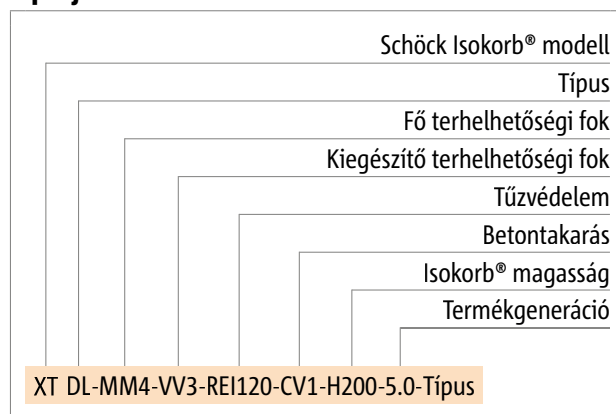 Schöck Isokorb® modell
Típus
Fő terhelhetőségi fok
Kiegészítő terhelhetőségi fok
Tűzvédelem
Betontakarás
Isokorb® magasság
Termékgeneráció
XT DL-MM4-VV3-REI120-CV1-H200-5.0-Típus